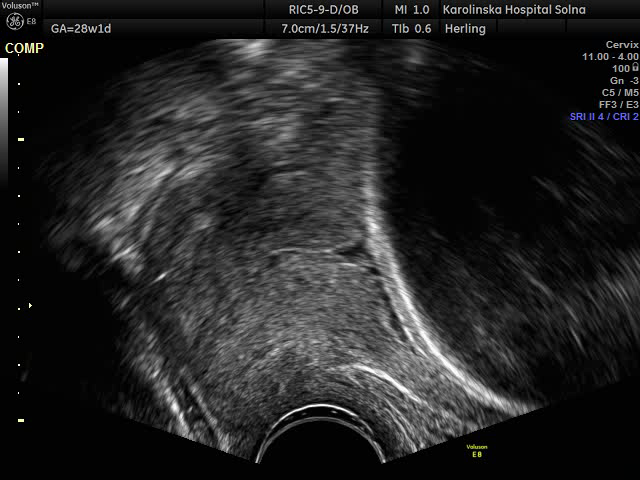 Voluson™
GE E8
RIC5-9-D/OB
MI 1.0
Karolinska Hospital Solna
GA=28w1d
7.0cm/1.5/37Hz
TIb 0.6
Herling
COMP
Cervix
11.00 - 4.00
100
Gn -3
C5 / M5
FF3 / E3
SRI II 4 / CRI 2
Voluson
E8